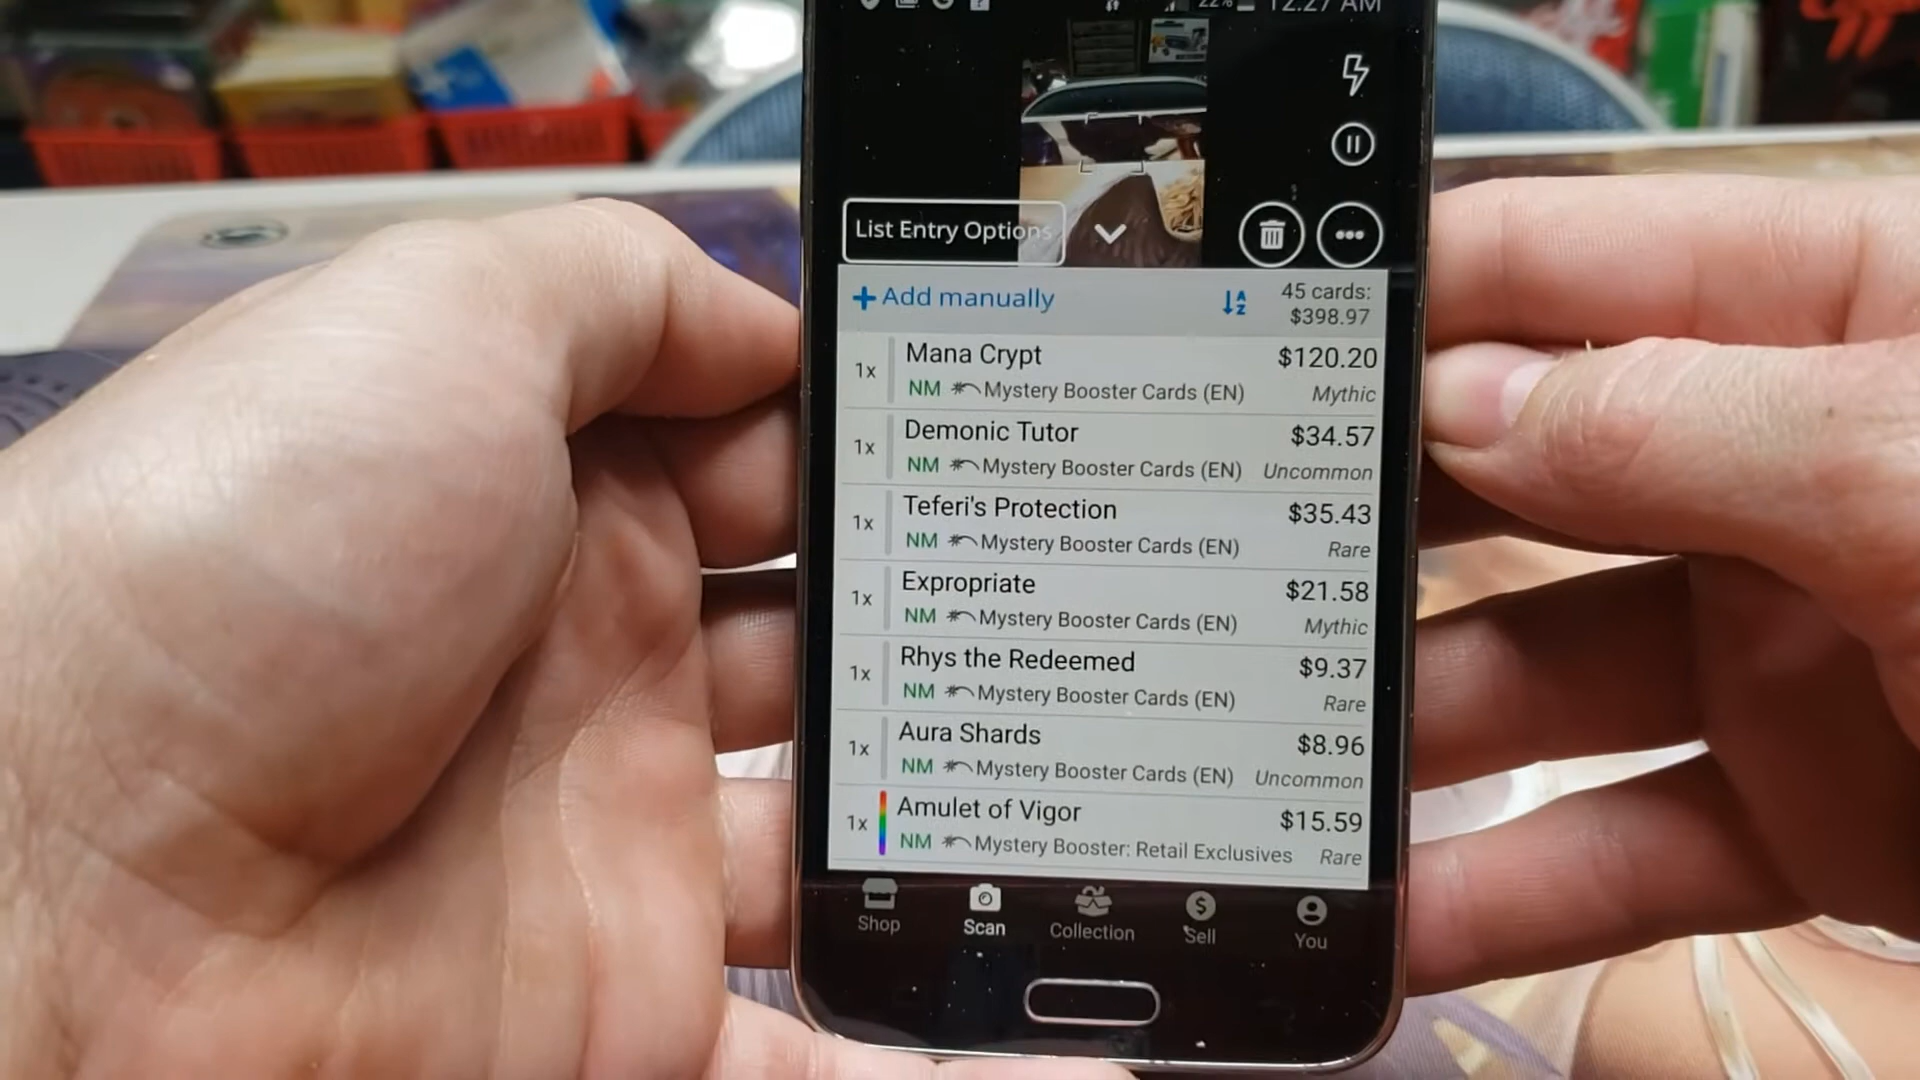 22% 12:27 AM
List Entry Options
+ Add manually
45 cards:
$398.97
1x
Mana Crypt
$120.20
NM Mystery Booster Cards (EN) Mythic
1x
Demonic Tutor
$34.57
NM Mystery Booster Cards (EN) Uncommon
1x
Teferi's Protection
$35.43
NM Mystery Booster Cards (EN) Rare
1x
Expropriate
$21.58
NM Mystery Booster Cards (EN) Mythic
1x
Rhys the Redeemed
$9.37
NM Mystery Booster Cards (EN) Rare
1x
Aura Shards
$8.96
NM Mystery Booster Cards (EN) Uncommon
1x
Amulet of Vigor
$15.59
NM Mystery Booster: Retail Exclusives Rare
Shop Scan Collection Sell You